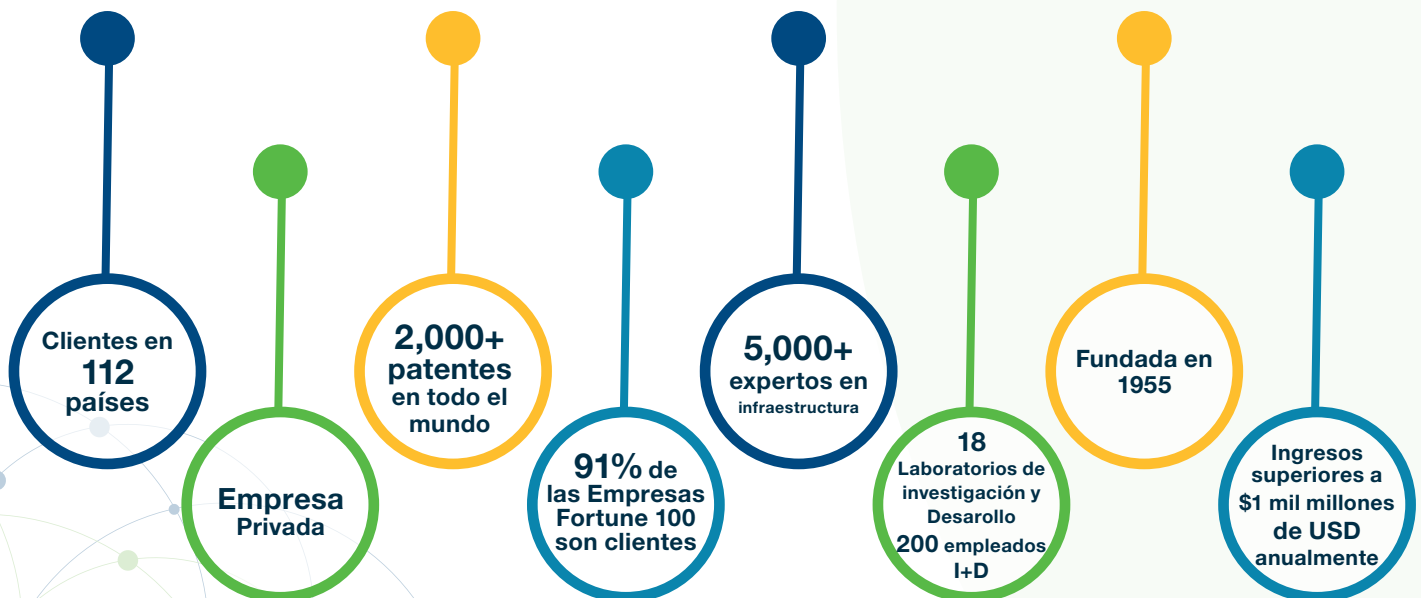 Clientes en
112
países
Empresa
Privada
2,000+
patentes
en todo el
mundo
91% de
las Empresas
Fortune 100
son clientes
5,000+
expertos en
infraestructura
18
Laboratorios de
investigación y
Desarollo
200 empleados
I+D
Fundada en
1955
Ingresos
superiores a
$1 mil millones
de USD
anualmente